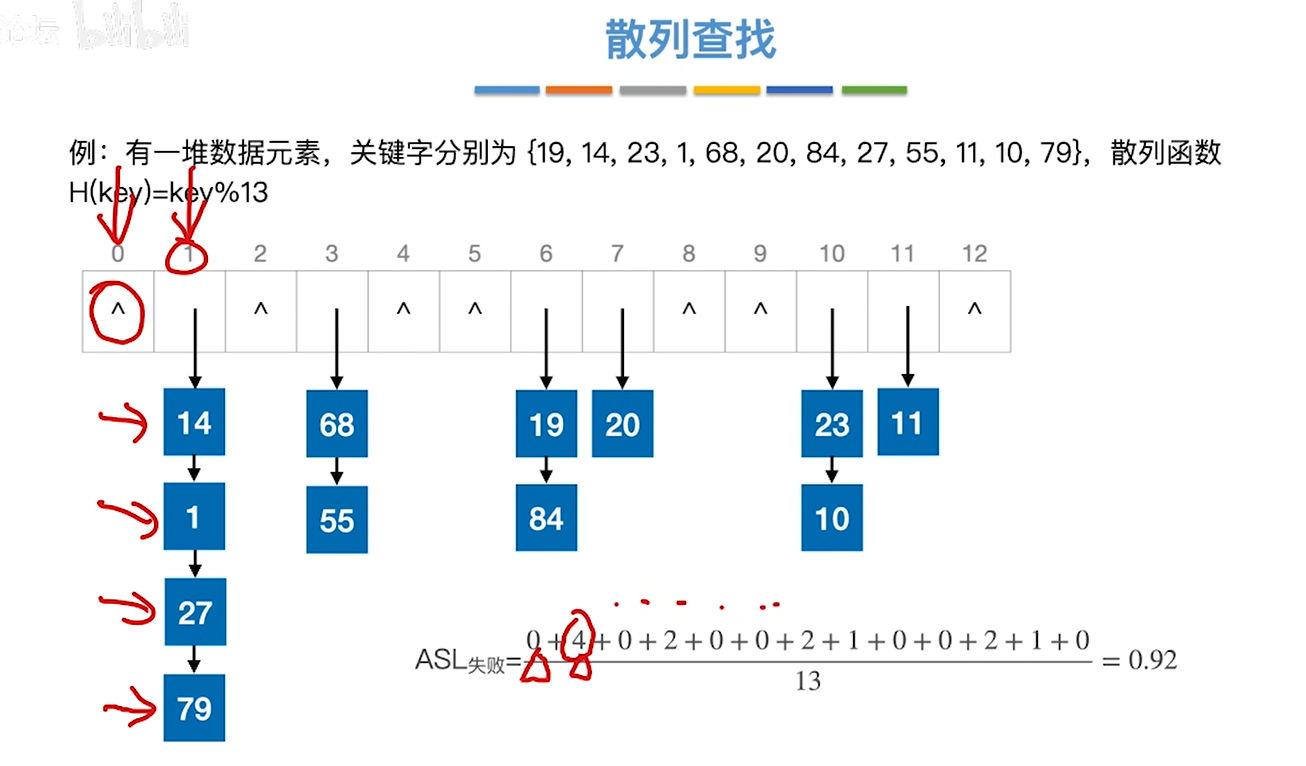 论坛 bilibili
散列查找
例：有一堆数据元素，关键字分别为 {19, 14, 23, 1, 68, 20, 84, 27, 55, 11, 10, 79}，散列函数
H(key)=key%13
0 1 2 3 4 5 6 7 8 9 10 11 12
^ ^ ^ ^ ^ ^ ^
14 68 19 20 23 11
1 55 84 10
27
79
ASL失败=(0+4+0+2+0+0+2+1+0+0+2+1+0)/13 = 0.92